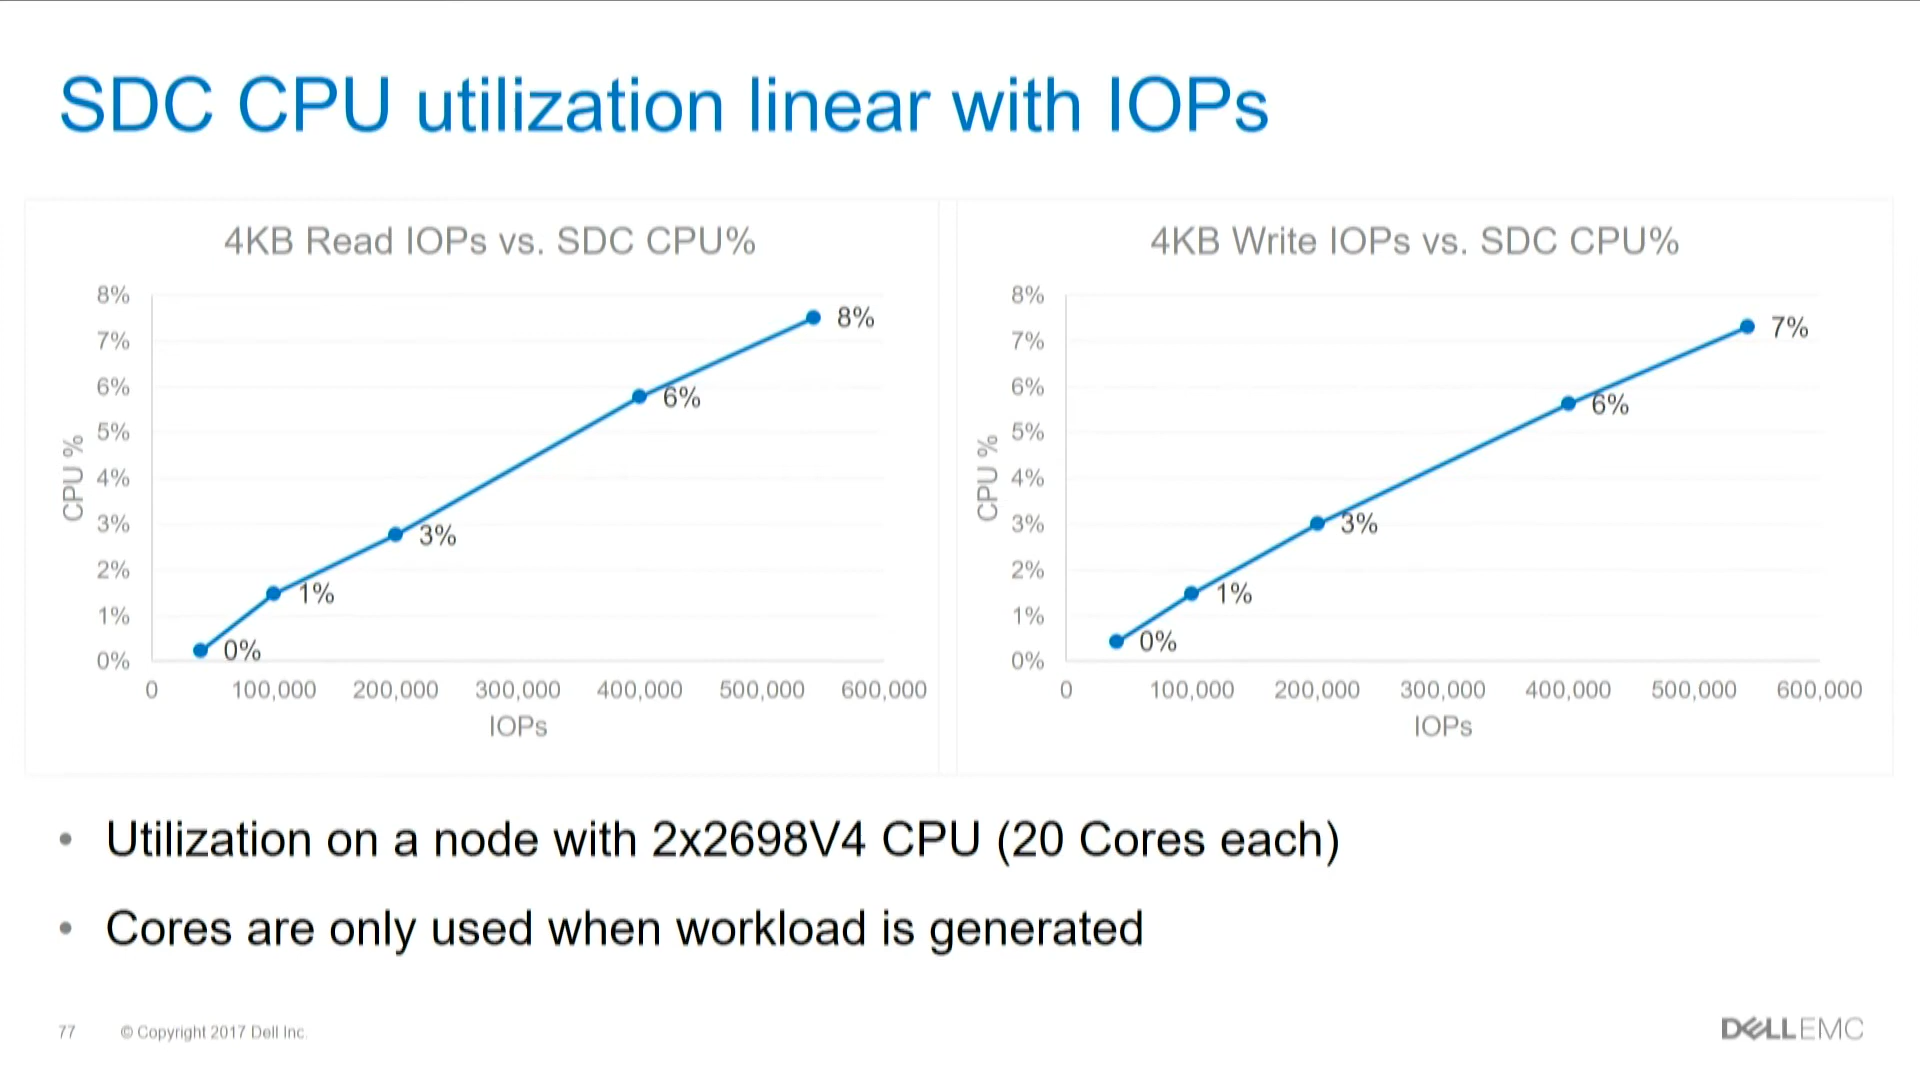 SDC CPU utilization linear with IOPs
4KB Read IOPs vs. SDC CPU%
8%
7%
6%
5%
4%
3%
2%
1%
0%
CPU %
0%
1%
3%
6%
8%
0 100,000 200,000 300,000 400,000 500,000 600,000
IOPs
4KB Write IOPs vs. SDC CPU%
8%
7%
6%
5%
4%
3%
2%
1%
0%
CPU %
0%
1%
3%
6%
7%
0 100,000 200,000 300,000 400,000 500,000 600,000
IOPs
• Utilization on a node with 2x2698V4 CPU (20 Cores each)
• Cores are only used when workload is generated
77 © Copyright 2017 Dell Inc.
DELLEMC